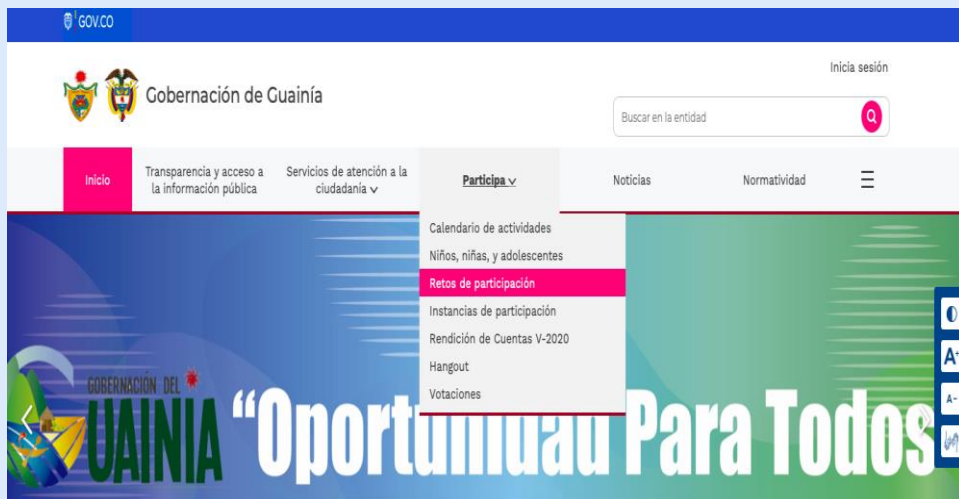 GOV.CO
Inicia sesión
Gobernación de Guainía
Buscar en la entidad
Inicio
Transparencia y acceso a
la información pública
Servicios de atención a la
ciudadanía
Participa
Noticias
Normatividad
Calendario de actividades
Niños, niñas, y adolescentes
Retos de participación
Instancias de participación
Rendición de Cuentas V-2020
Hangout
Votaciones
A+
A-
GOBERNACIÓN DEL
UAINIA
“Oportunidad Para Todos